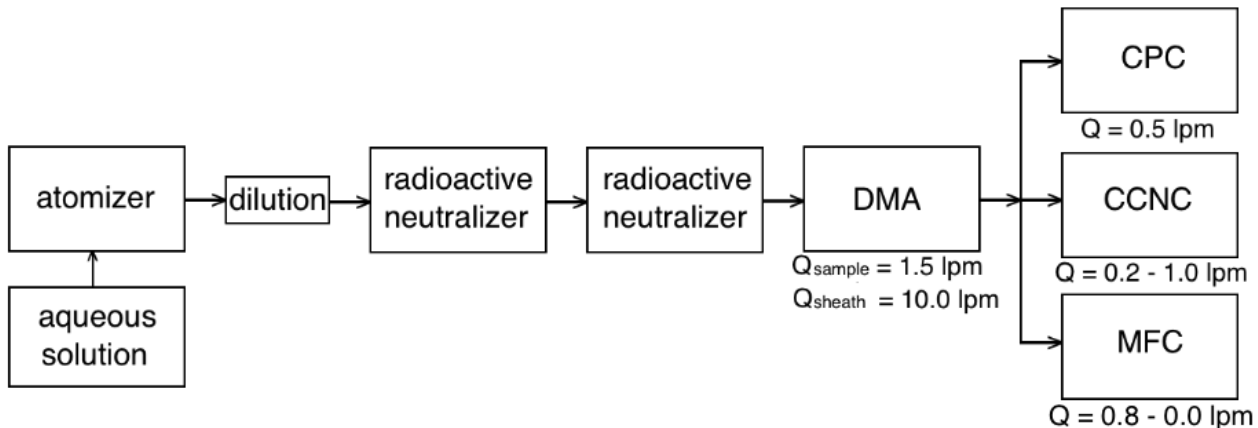 atomizer
aqueous
solution
dilution
radioactive
neutralizer
radioactive
neutralizer
DMA
Qsample = 1.5 lpm
Qsheath = 10.0 lpm
CPC
Q = 0.5 lpm
CCNC
Q = 0.2 - 1.0 lpm
MFC
Q = 0.8 - 0.0 lpm